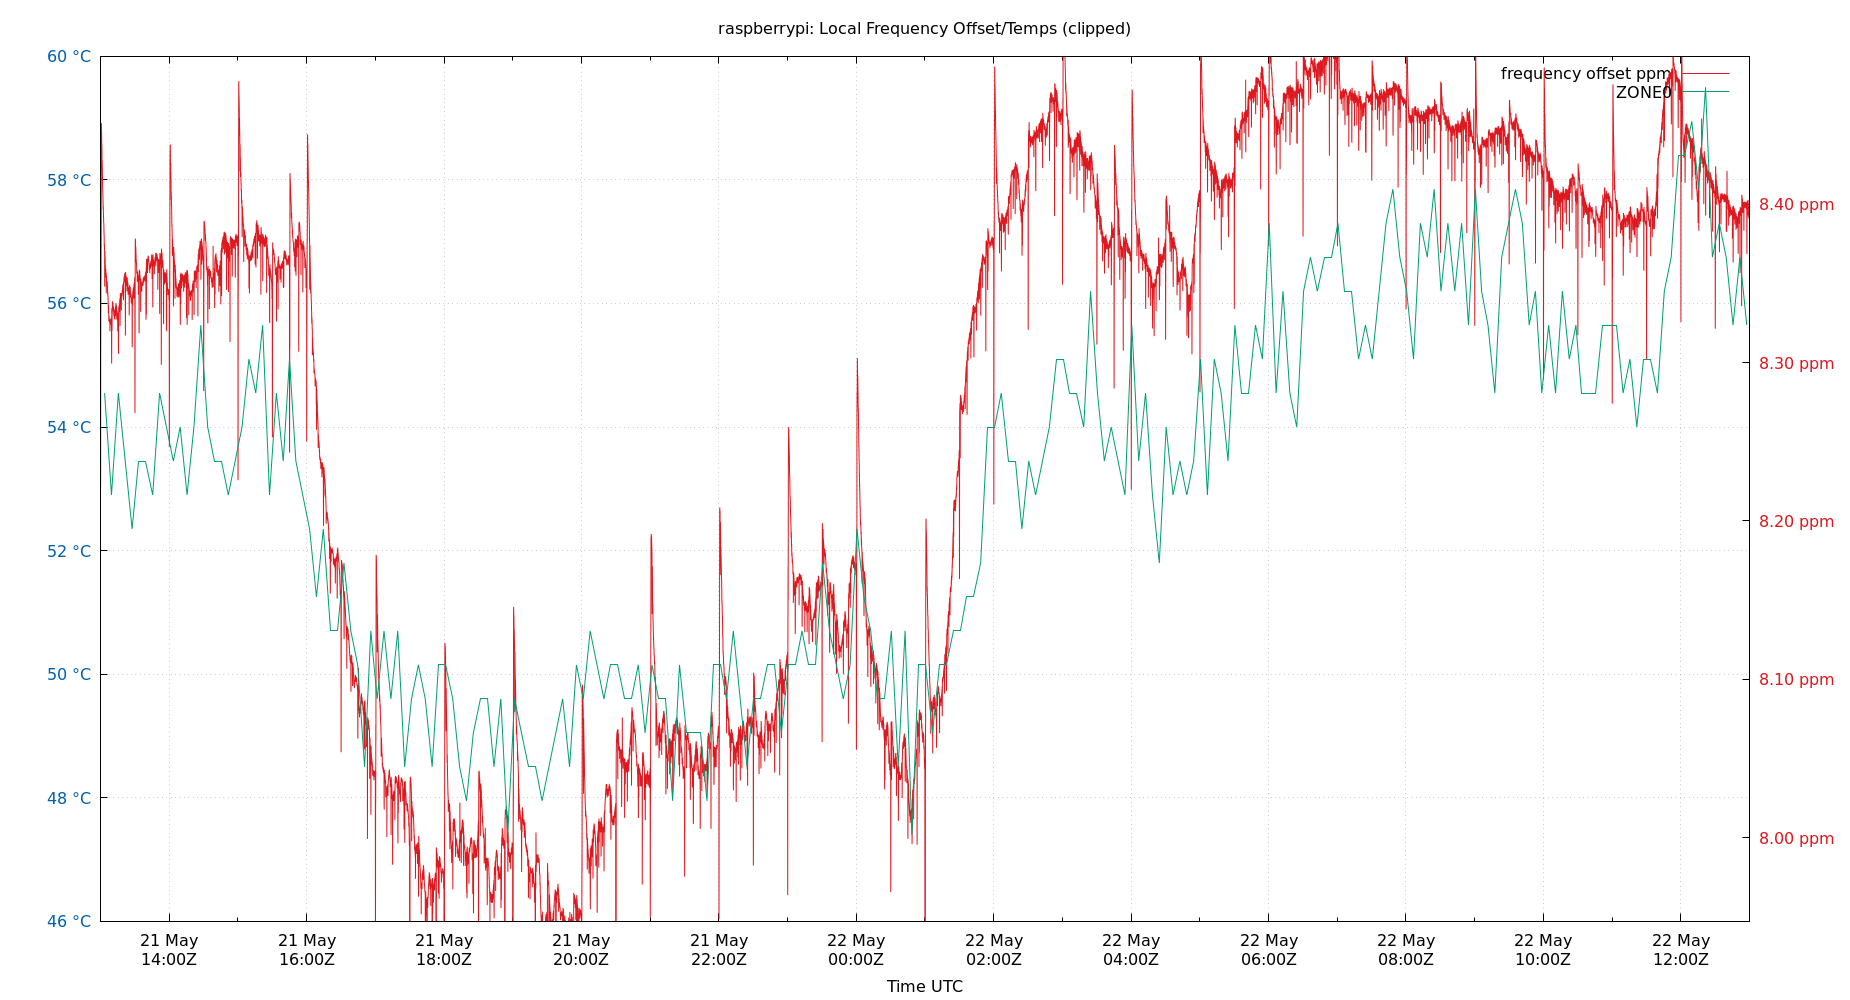 raspberrypi: Local Frequency Offset/Temps (clipped)
60 °C
58 °C
56 °C
54 °C
52 °C
50 °C
48 °C
46 °C
frequency offset ppm
ZONE0
8.40 ppm
8.30 ppm
8.20 ppm
8.10 ppm
8.00 ppm
21 May
14:00Z
21 May
16:00Z
21 May
18:00Z
21 May
20:00Z
21 May
22:00Z
22 May
00:00Z
22 May
02:00Z
22 May
04:00Z
22 May
06:00Z
22 May
08:00Z
22 May
10:00Z
22 May
12:00Z
Time UTC